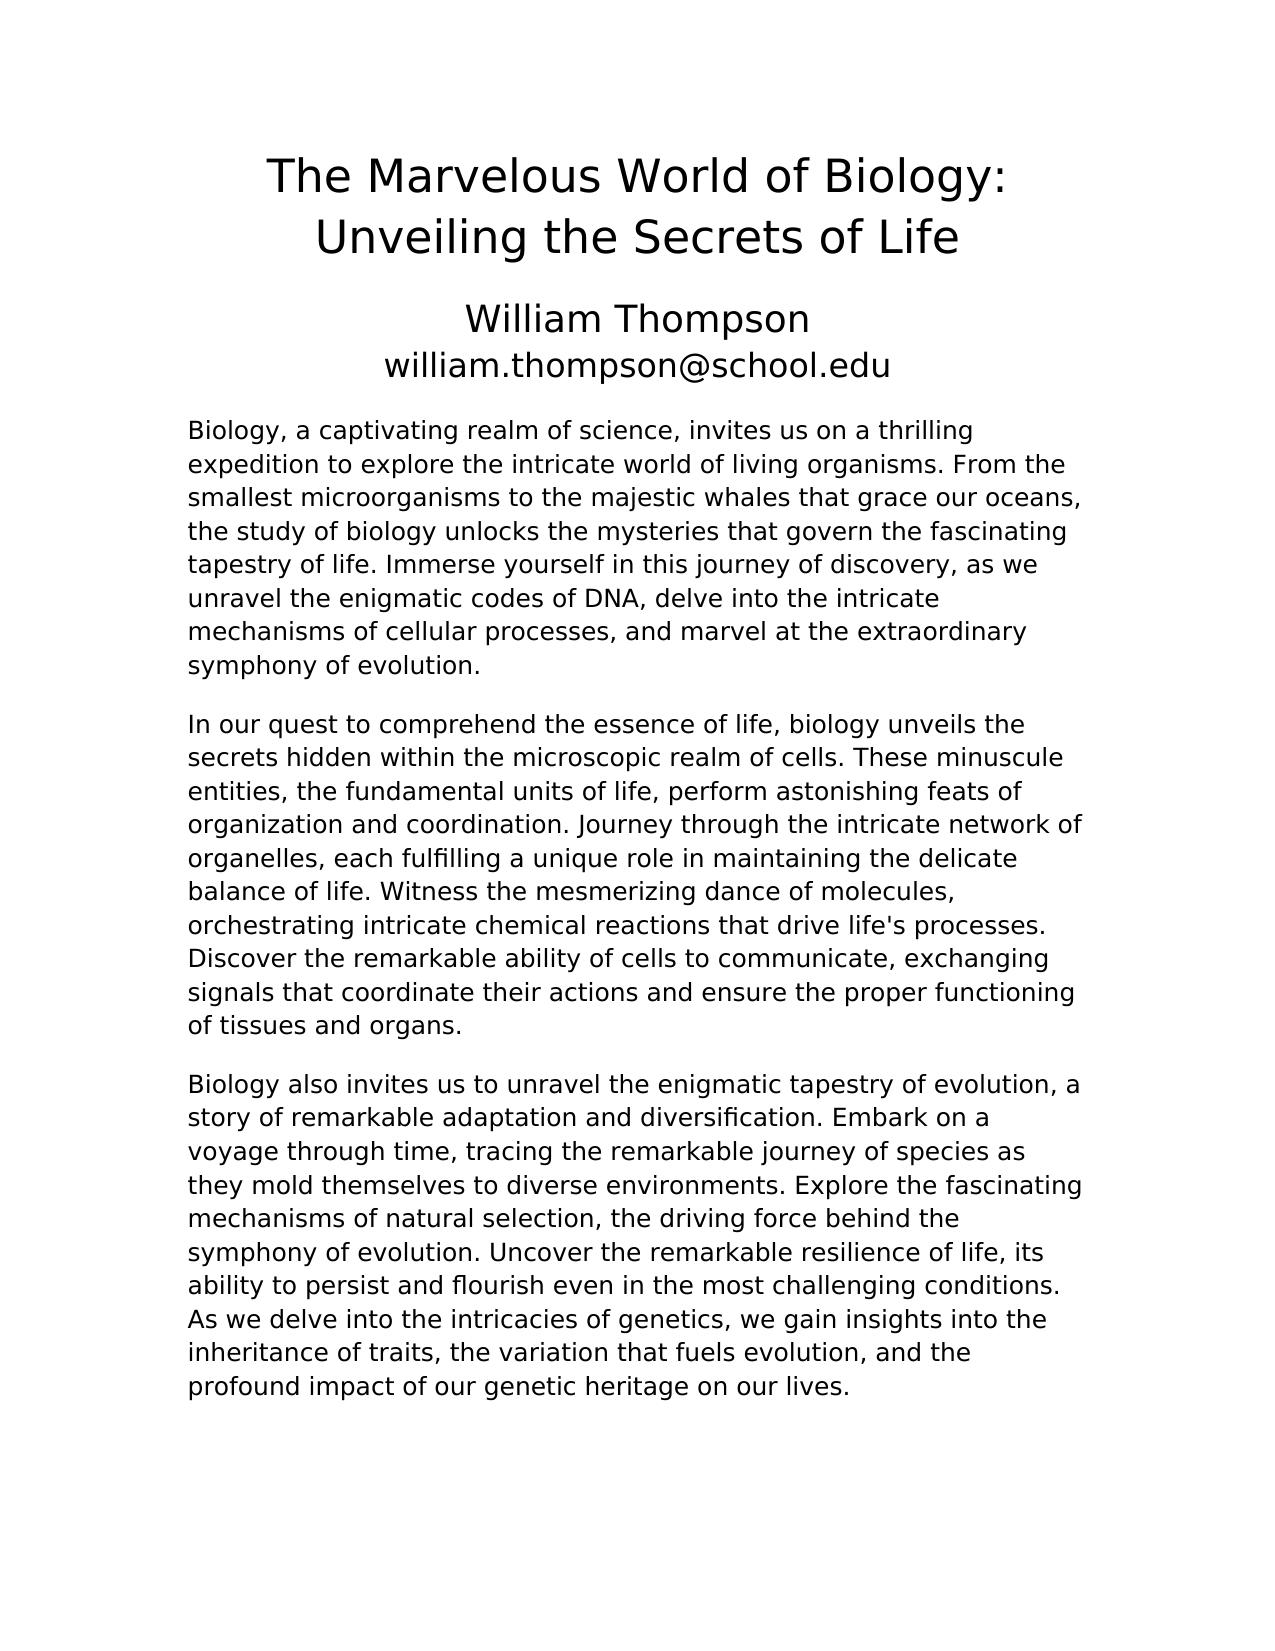 The Marvelous World of Biology:
Unveiling the Secrets of Life
William Thompson
william.thompson@school.edu
Biology, a captivating realm of science, invites us on a thrilling
expedition to explore the intricate world of living organisms. From the
smallest microorganisms to the majestic whales that grace our oceans,
the study of biology unlocks the mysteries that govern the fascinating
tapestry of life. Immerse yourself in this journey of discovery, as we
unravel the enigmatic codes of DNA, delve into the intricate
mechanisms of cellular processes, and marvel at the extraordinary
symphony of evolution.
In our quest to comprehend the essence of life, biology unveils the
secrets hidden within the microscopic realm of cells. These minuscule
entities, the fundamental units of life, perform astonishing feats of
organization and coordination. Journey through the intricate network of
organelles, each fulfilling a unique role in maintaining the delicate
balance of life. Witness the mesmerizing dance of molecules,
orchestrating intricate chemical reactions that drive life's processes.
Discover the remarkable ability of cells to communicate, exchanging
signals that coordinate their actions and ensure the proper functioning
of tissues and organs.
Biology also invites us to unravel the enigmatic tapestry of evolution, a
story of remarkable adaptation and diversification. Embark on a
voyage through time, tracing the remarkable journey of species as
they mold themselves to diverse environments. Explore the fascinating
mechanisms of natural selection, the driving force behind the
symphony of evolution. Uncover the remarkable resilience of life, its
ability to persist and flourish even in the most challenging conditions.
As we delve into the intricacies of genetics, we gain insights into the
inheritance of traits, the variation that fuels evolution, and the
profound impact of our genetic heritage on our lives.